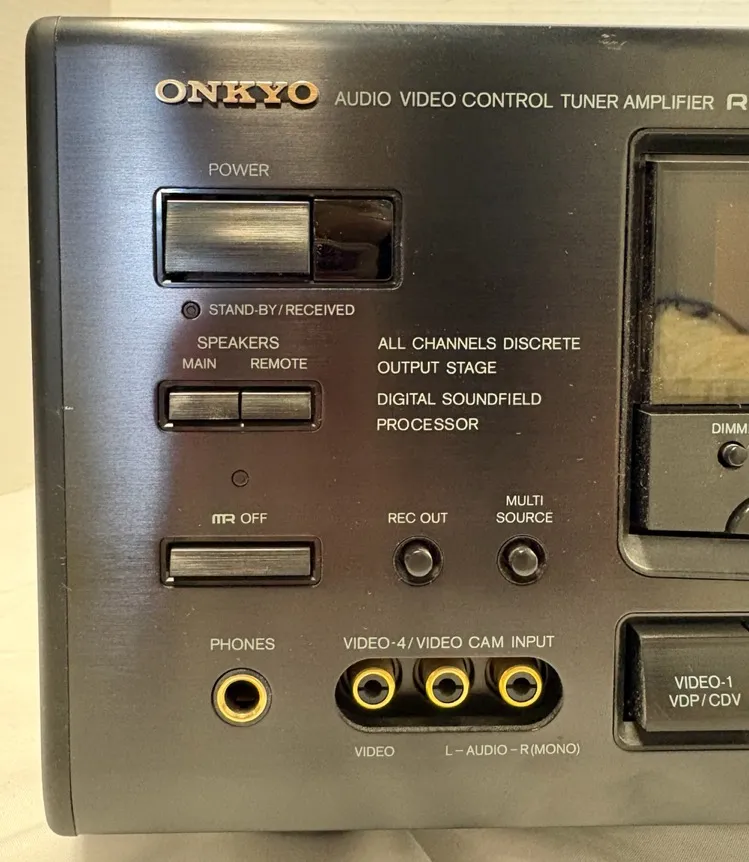 ONKYO AUDIO VIDEO CONTROL TUNER AMPLIFIER R
POWER
STAND-BY/RECEIVED
SPEAKERS
MAIN REMOTE
ALL CHANNELS DISCRETE
OUTPUT STAGE
DIGITAL SOUNDFIELD
PROCESSOR
DIMM
OFF
REC OUT
MULTI
SOURCE
PHONES
VIDEO-4/VIDEO CAM INPUT
VIDEO
L-AUDIO-R(MONO)
VIDEO-1
VDP/CDV